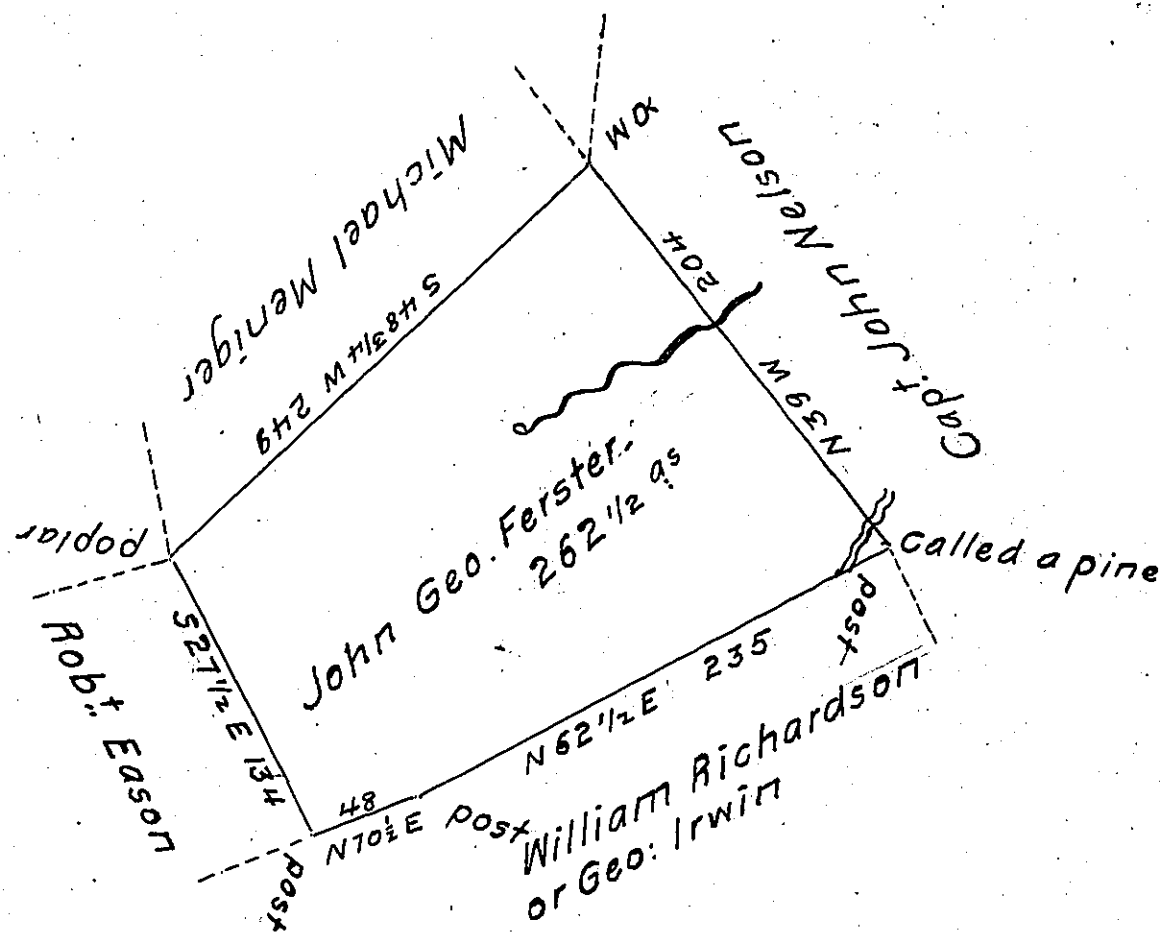 WO
Michael Meniger
Capt. John Nelson
204
S 48 3/4 W 249
N 39 W
poplar
John Geo. Ferster.
262 1/2 as
called a pine
post
Robt. Eason
S 27 1/2 E 134
N 62 1/2 E 235
48
N 70 1/2 E
post
post
William Richardson
or Geo: Irwin